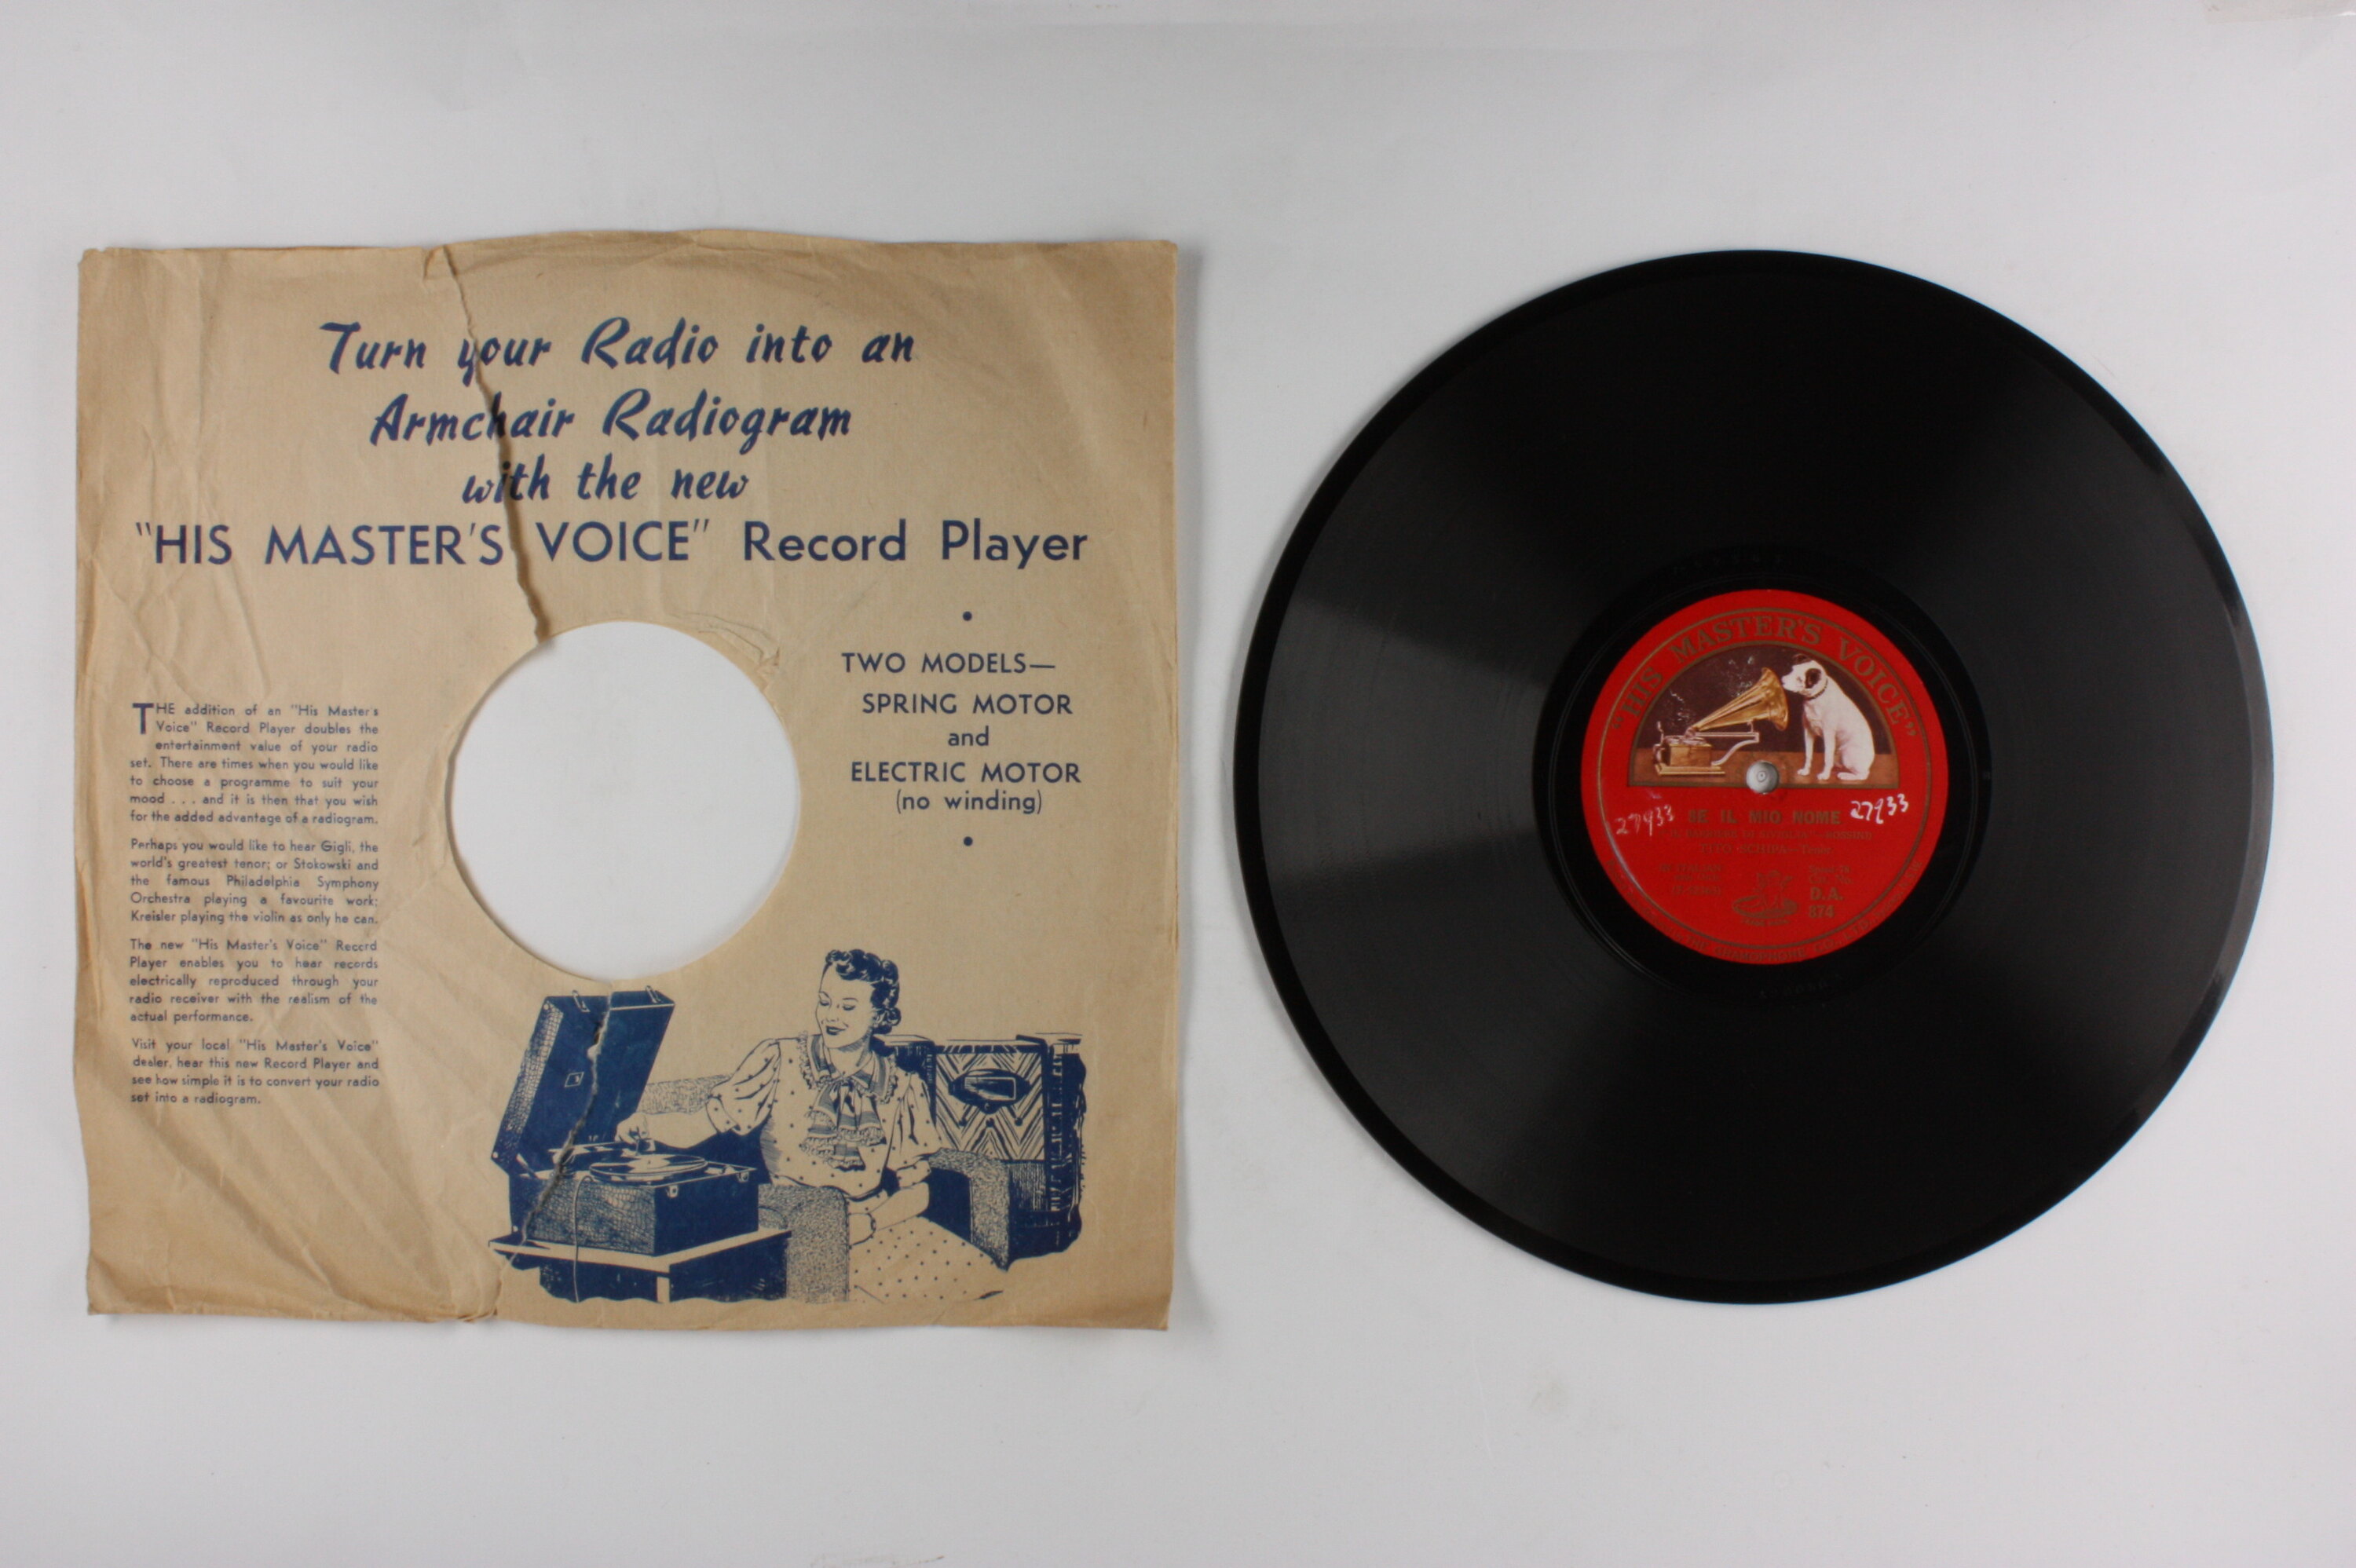 Turn your Radio into an
Armchair Radiogram
with the new
"HIS MASTER'S VOICE" Record Player
•
TWO MODELS—
SPRING MOTOR
and
ELECTRIC MOTOR
(no winding)
•
THE addition of an "His Master's
Voice" Record Player doubles the
entertainment value of your radio
set. There are times when you would like
to choose a programme to suit your
mood . . . and it is then that you wish
for the added advantage of a radiogram.
Perhaps you would like to hear Gigli, the
world's greatest tenor; or Stokowski and
the famous Philadelphia Symphony
Orchestra playing a favourite work;
Kreisler playing the violin as only he can.
The new "His Master's Voice" Record
Player enables you to hear records
electrically reproduced through your
radio receiver with the realism of the
actual performance.
Visit your local "His Master's Voice"
dealer, hear this new Record Player and
see how simple it is to convert your radio
set into a radiogram.
"HIS MASTER'S VOICE"
27933 SE IL MIO NOME 27933
TITO SCHIPA—Tenor
D.A.
874